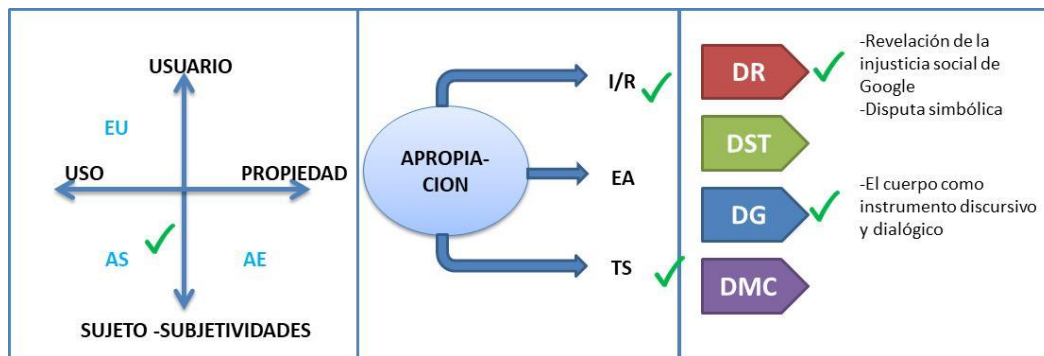 USUARIO
EU
USO
PROPIEDAD
AS
AE
SUJETO -SUBJETIVIDADES
APROPIA-
CION
I/R
EA
TS
DR
-Revelación de la
injusticia social de
Google
-Disputa simbólica
DST
DG
-El cuerpo como
instrumento discursivo
y dialógico
DMC